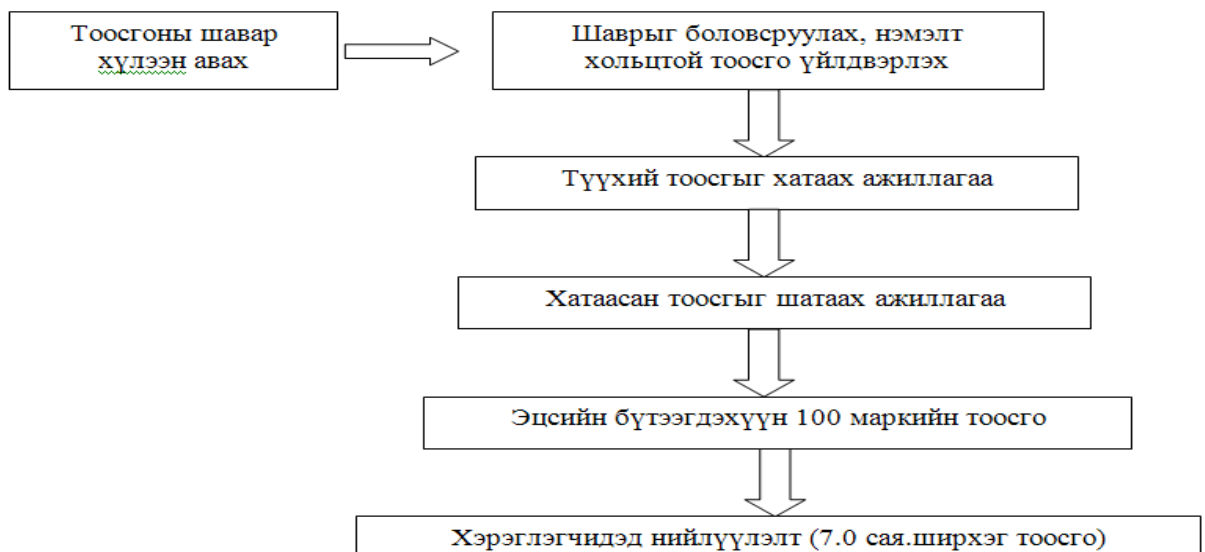 Тоосгоны шавар
хүлээн авах
Шаврыг боловсруулах, нэмэлт
хольцтой тоосго үйлдвэрлэх
Түүхий тоосгыг хатаах ажиллагаа
Хатаасан тоосгыг шатаах ажиллагаа
Эцсийн бүтээгдэхүүн 100 маркийн тоосго
Хэрэглэгчидэд нийлүүлэлт (7.0 сая.ширхэг тоосго)